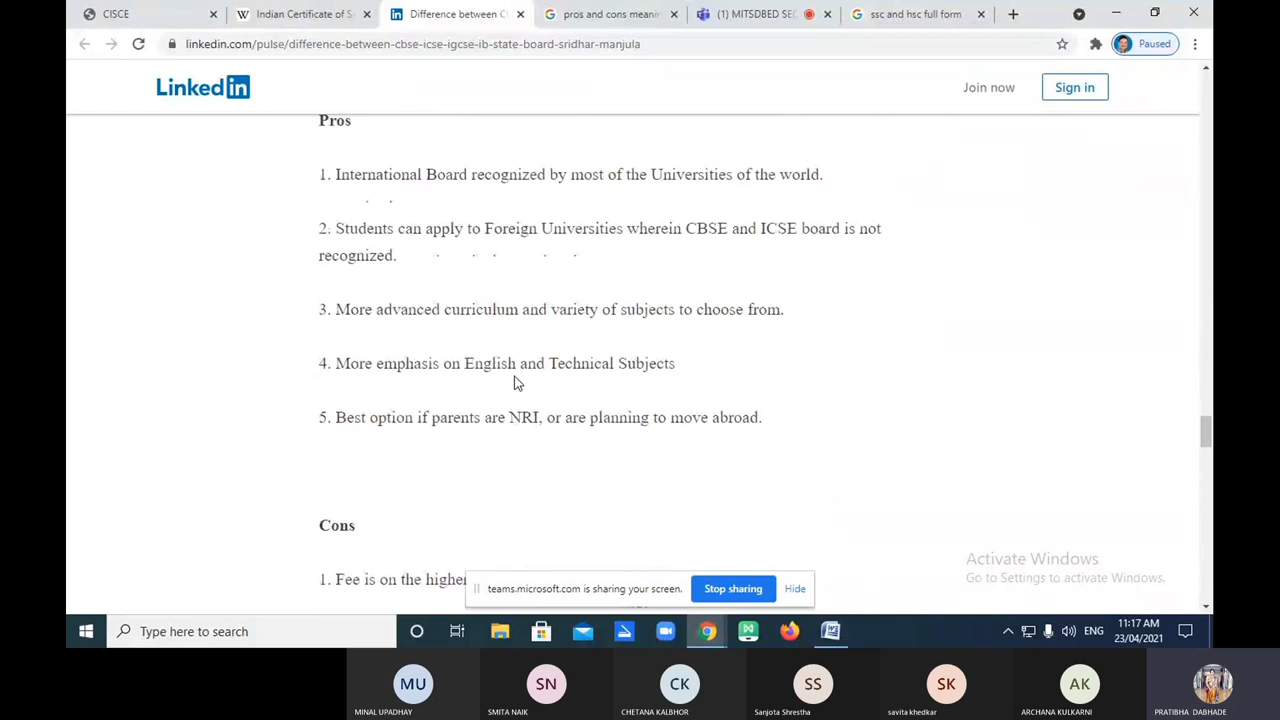 CISCE
Indian Certificate of S
Difference between C
pros and cons meani
(1) MITSDBED SE
ssc and hsc full form
linkedin.com/pulse/difference-between-cbse-icse-igcse-ib-state-board-sridhar-manjula
Paused
Linkedin
Join now
Sign in
Pros
1. International Board recognized by most of the Universities of the world.
2. Students can apply to Foreign Universities wherein CBSE and ICSE board is not
recognized.
3. More advanced curriculum and variety of subjects to choose from.
4. More emphasis on English and Technical Subjects
5. Best option if parents are NRI, or are planning to move abroad.
Cons
1. Fee is on the higher
Activate Windows
Go to Settings to activate Windows.
teams.microsoft.com is sharing your screen.
Stop sharing
Hide
Type here to search
ENG
11:17 AM
23/04/2021
MU
SN
CK
SS
SK
AK
MINAL UPADHAY
SMITA NAIK
CHETANA KALBHOR
Sanjota Shrestha
savita khedkar
ARCHANA KULKARNI
PRATIBHA DABHADE